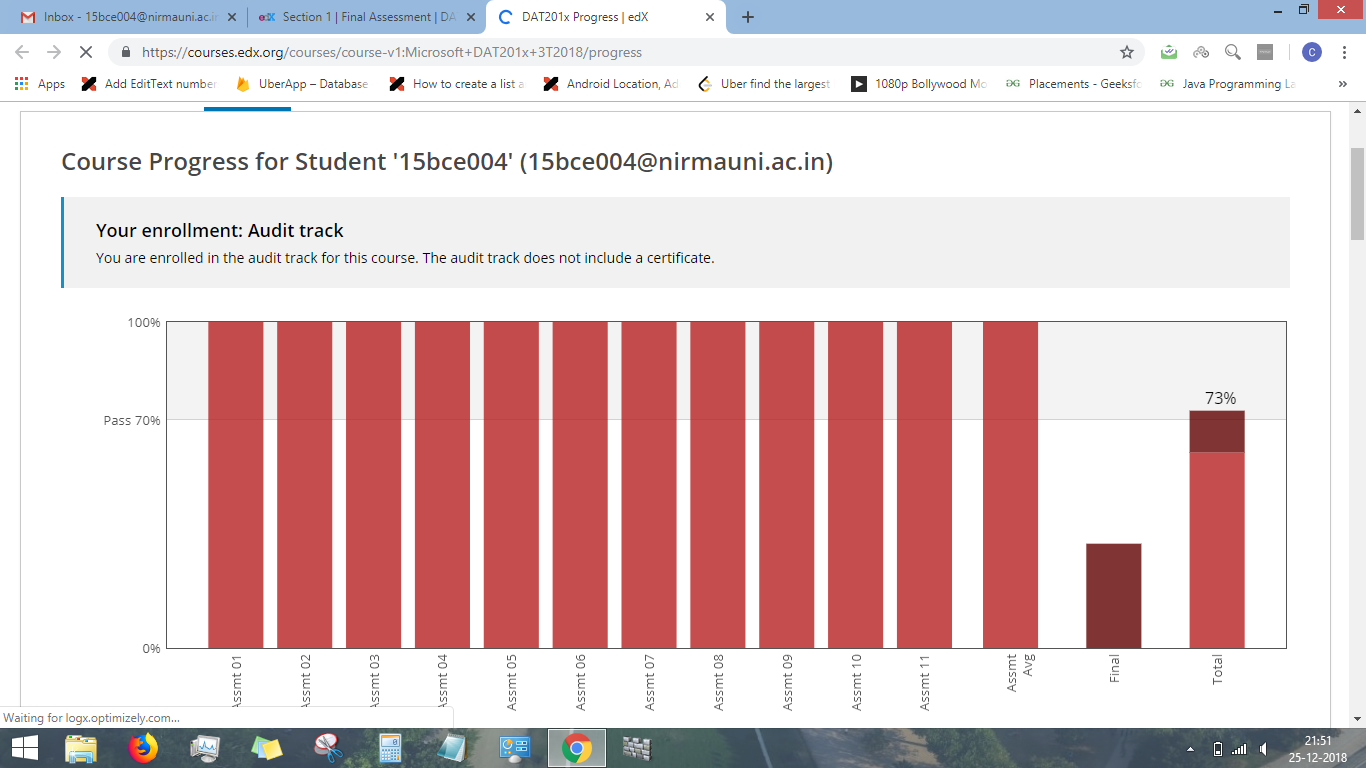 Inbox - 15bce004@nirmauni.ac.i
Section 1 | Final Assessment | DA
DAT201x Progress | edX
https://courses.edx.org/courses/course-v1:Microsoft+DAT201x+3T2018/progress
C
Apps
Add EditText number
UberApp – Database
How to create a list a
Android Location, Ad
Uber find the largest
1080p Bollywood Mo
Placements - Geeksfo
Java Programming La
Course Progress for Student '15bce004' (15bce004@nirmauni.ac.in)
Your enrollment: Audit track
You are enrolled in the audit track for this course. The audit track does not include a certificate.
100%
Pass 70%
0%
73%
Assmt 01
Assmt 02
Assmt 03
Assmt 04
Assmt 05
Assmt 06
Assmt 07
Assmt 08
Assmt 09
Assmt 10
Assmt 11
Assmt
Avg
Final
Total
Waiting for logx.optimizely.com...
21:51
25-12-2018